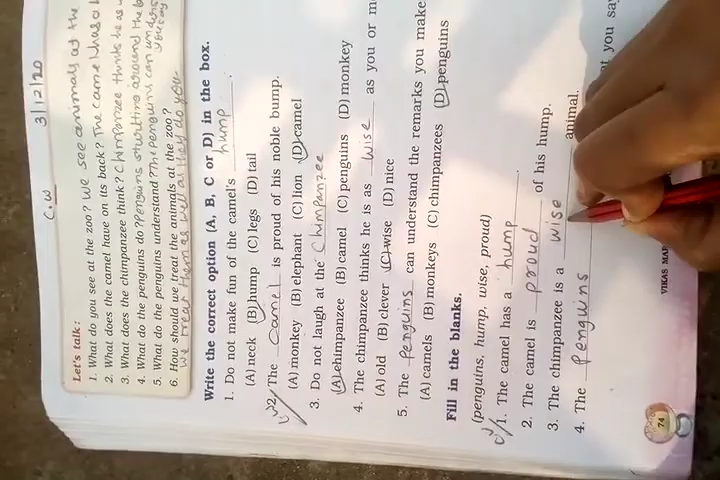 C.W 3/12/20
Let's talk:
1. What do you see at the zoo? We see animals at the
2. What does the camel have on its back? The camel has a
3. What does the chimpanzee think? Chimpanzee thinks he as
4. What do the penguins do? Penguins strutting around the
5. What do the penguins understand? The Penguins can
6. How should we treat the animals at the zoo?
We treat them as well as they do you.
Write the correct option (A, B, C or D) in the box.
1. Do not make fun of the camel's hump.
(A) neck (B) hump (C) legs (D) tail
2. The Camel is proud of his noble bump.
(A) monkey (B) elephant (C) lion (D) camel
3. Do not laugh at the Chimpanzee
(A) chimpanzee (B) camel (C) penguins (D) monkey
4. The chimpanzee thinks he is as wise as you or m
(A) old (B) clever (C) wise (D) nice
5. The Penguins can understand the remarks you make
(A) camels (B) monkeys (C) chimpanzees (D) penguins
Fill in the blanks.
(penguins, hump, wise, proud)
1. The camel has a hump.
2. The camel is proud of his hump.
3. The chimpanzee is a wise animal.
4. The Penguins at you say
74
VIKAS MAR